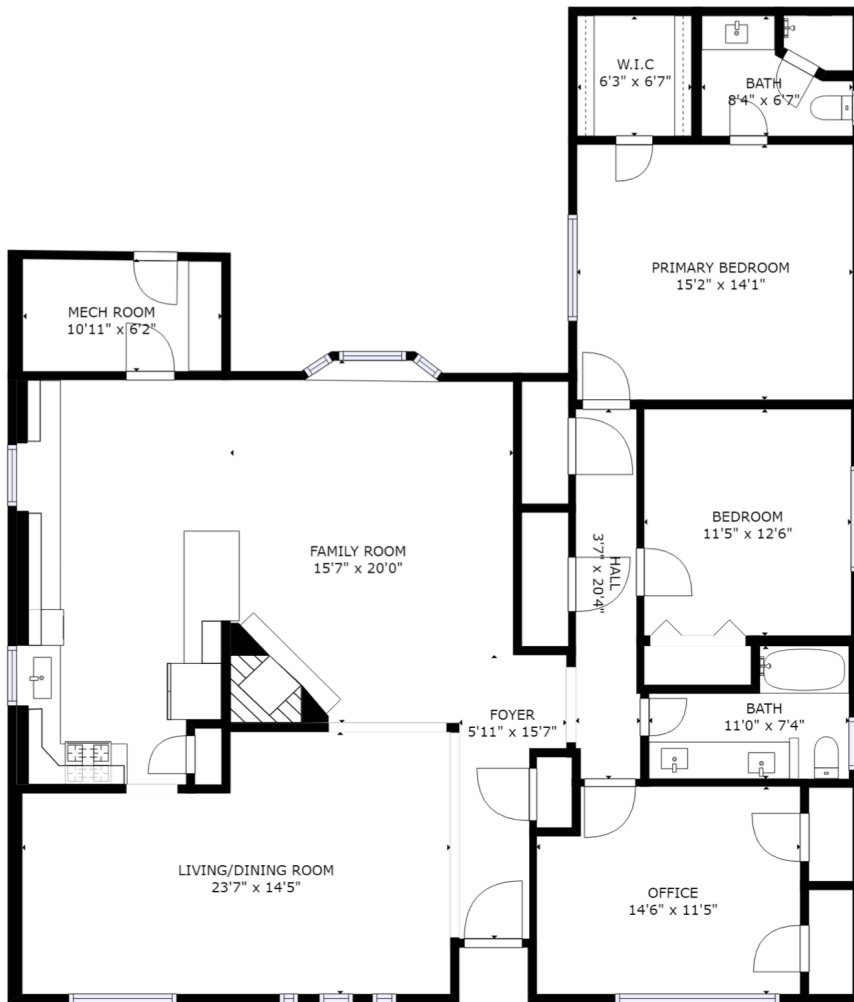 W.I.C
6'3" x 6'7"
BATH
8'4" x 6'7"
PRIMARY BEDROOM
15'2" x 14'1"
MECH ROOM
10'11" x 6'2"
BEDROOM
11'5" x 12'6"
FAMILY ROOM
15'7" x 20'0"
HALL
3'7" x 20'4"
FOYER
5'11" x 15'7"
BATH
11'0" x 7'4"
LIVING/DINING ROOM
23'7" x 14'5"
OFFICE
14'6" x 11'5"